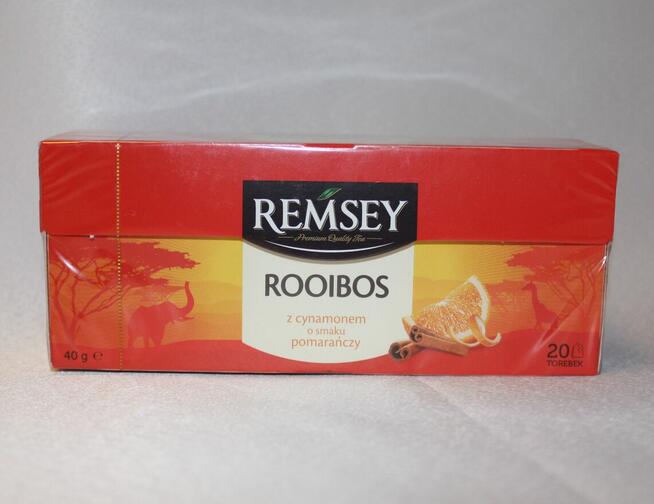 REMSEY
Premium Quality Tea
ROOIBOS
z cynamonem
o smaku
pomarańczy
40 g ℮
20
TOREBEK